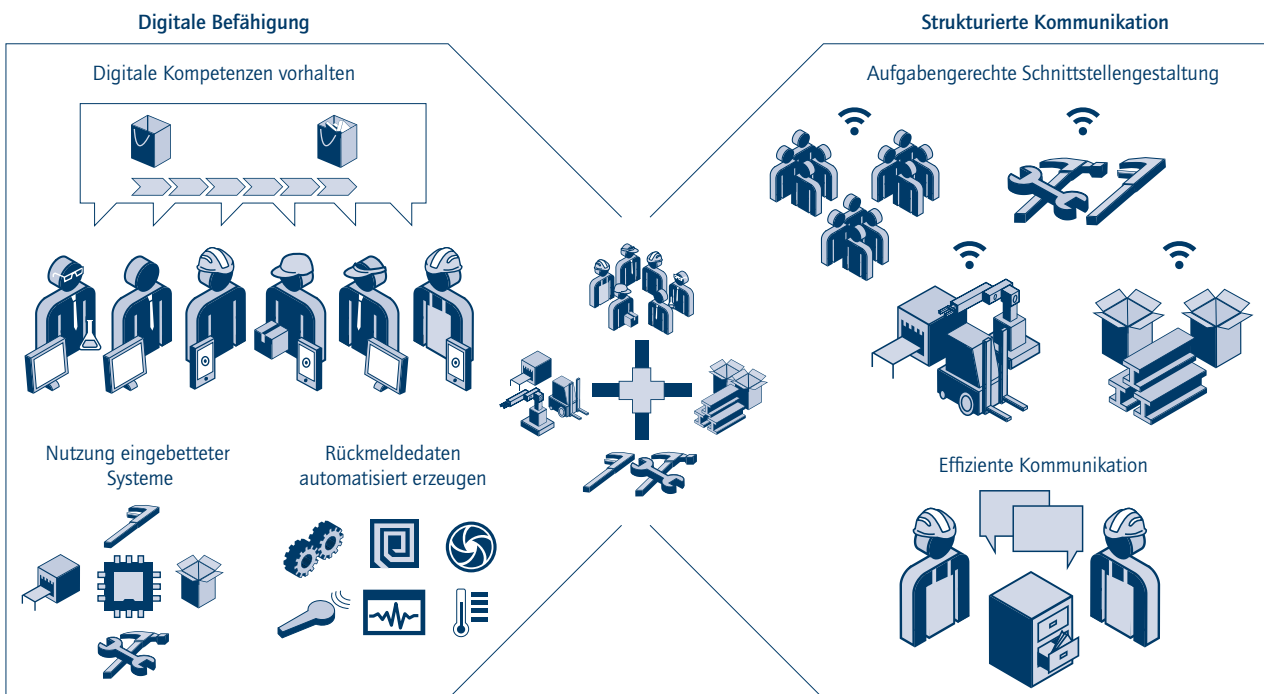 Digitale Befähigung
Digitale Kompetenzen vorhalten
Nutzung eingebetteter
Systeme
Rückmeldedaten
automatisiert erzeugen
Strukturierte Kommunikation
Aufgabengerechte Schnittstellengestaltung
Effiziente Kommunikation